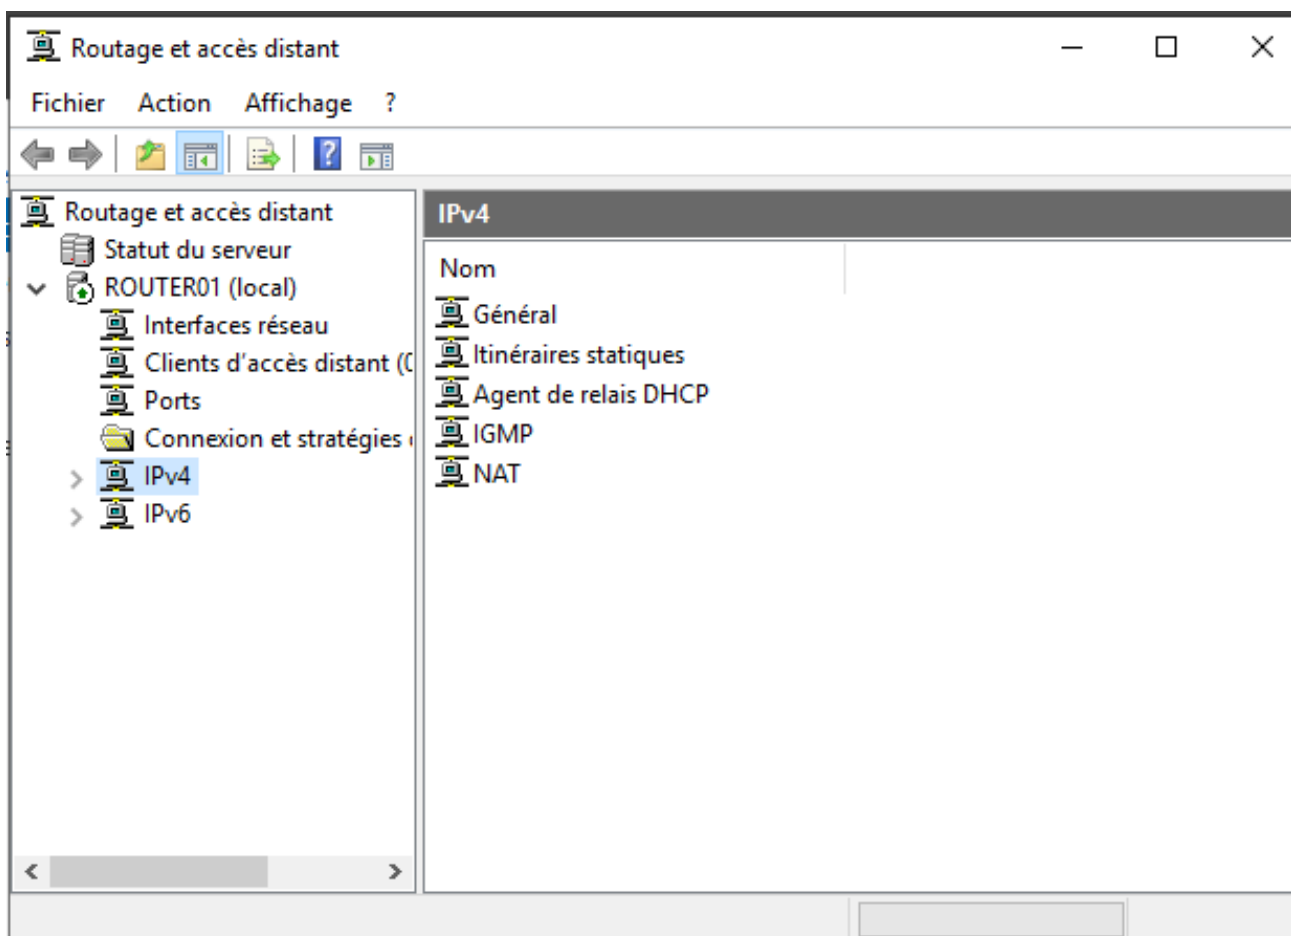 Routage et accès distant
Fichier Action Affichage ?
Routage et accès distant
Statut du serveur
ROUTER01 (local)
Interfaces réseau
Clients d'accès distant (
Ports
Connexion et stratégies
IPv4
IPv6
IPv4
Nom
Général
Itinéraires statiques
Agent de relais DHCP
IGMP
NAT